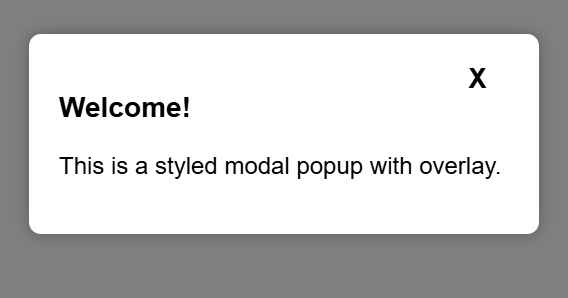 X
Welcome!
This is a styled modal popup with overlay.